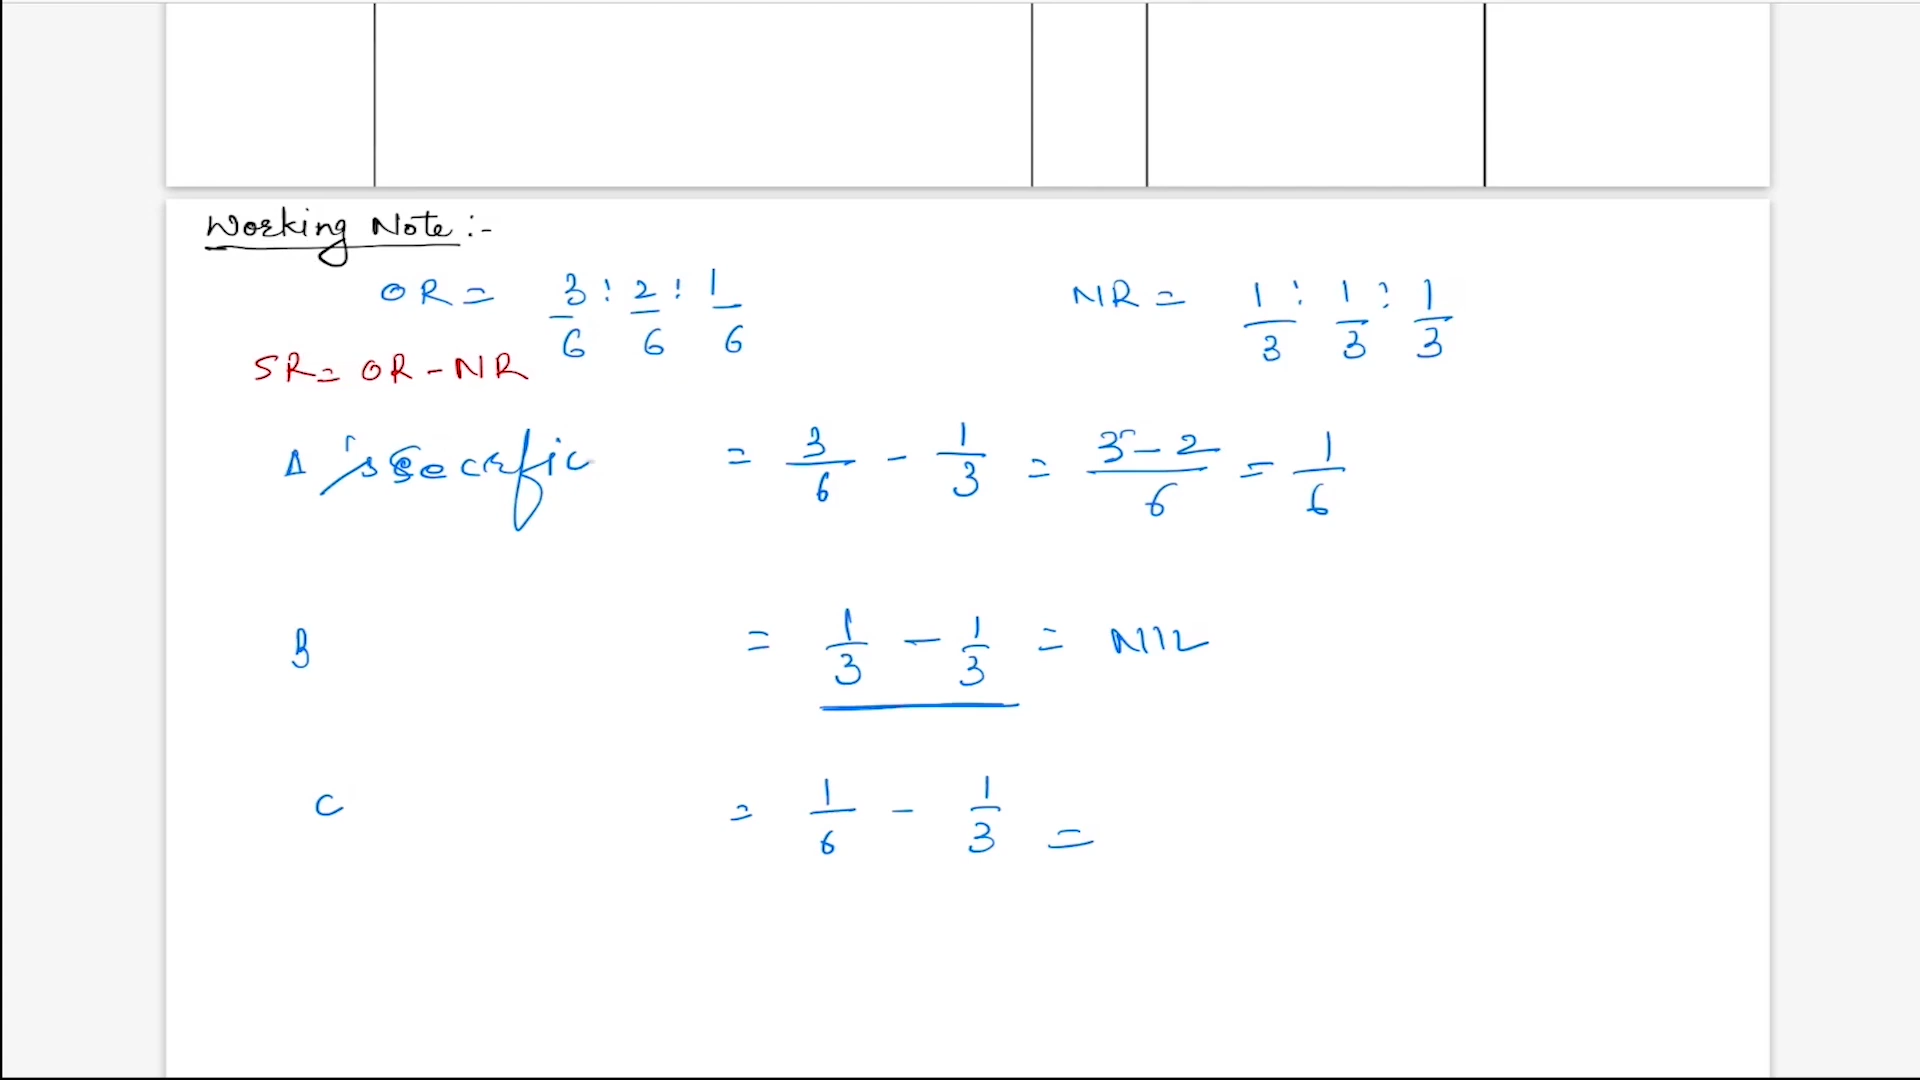 Working Note :-
OR = 3/6 : 2/6 : 1/6
NR = 1/3 : 1/3 : 1/3
SR = OR - NR
A's Secrfic = 3/6 - 1/3 = 3-2/6 = 1/6
B = 1/3 - 1/3 = NIL
C = 1/6 - 1/3 =